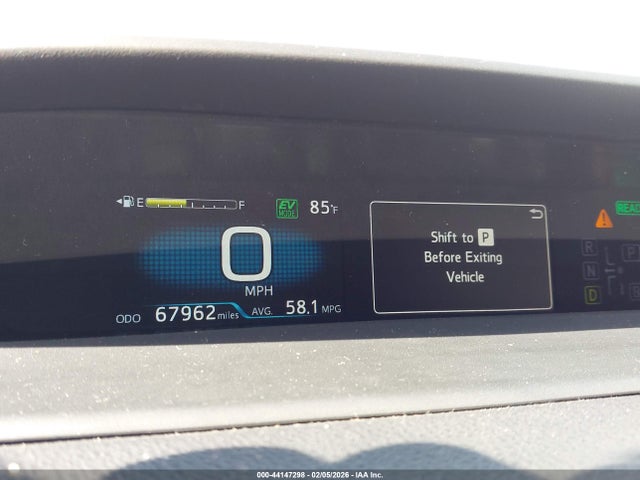 E F EV MODE 85°F
0
MPH
ODO 67962 miles AVG. 58.1 MPG
Shift to P
Before Exiting
Vehicle
READ
R
N
D
P
S
000-44147298 - 02/05/2026 - IAA Inc.